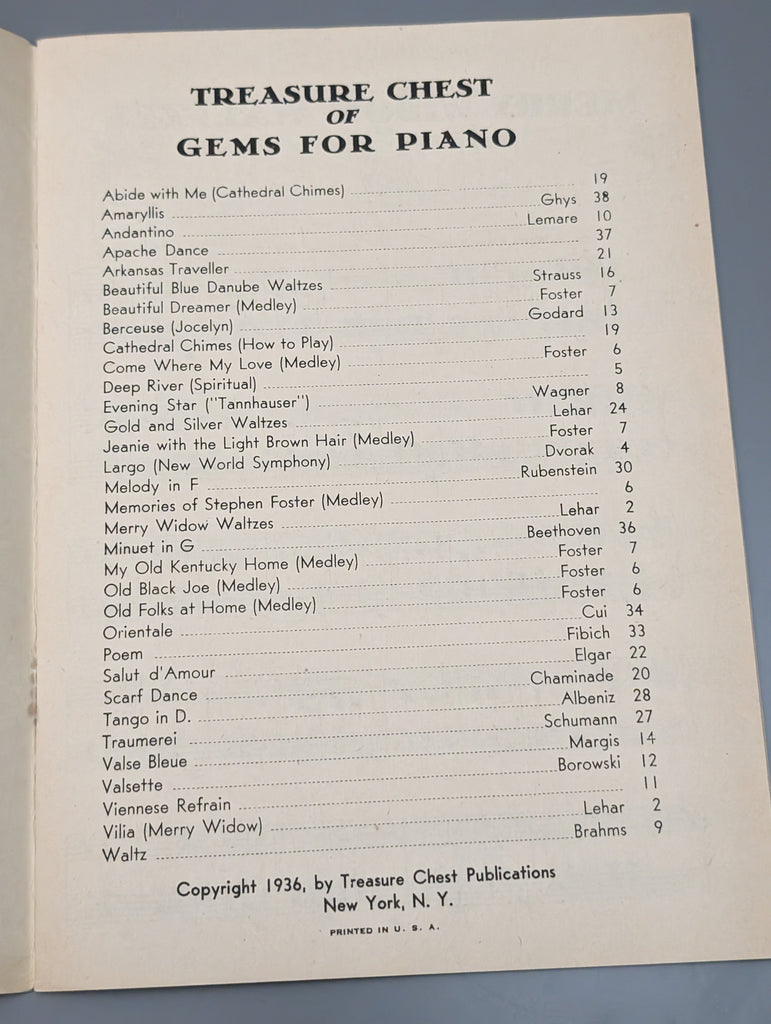 TREASURE CHEST
OF
GEMS FOR PIANO
Abide with Me (Cathedral Chimes) 19
Amaryllis Ghys 38
Andantino Lemare 10
Apache Dance 37
Arkansas Traveller 21
Beautiful Blue Danube Waltzes Strauss 16
Beautiful Dreamer (Medley) Foster 7
Berceuse (Jocelyn) Godard 13
Cathedral Chimes (How to Play) 19
Come Where My Love (Medley) Foster 6
Deep River (Spiritual) 5
Evening Star ("Tannhauser") Wagner 8
Gold and Silver Waltzes Lehar 24
Jeanie with the Light Brown Hair (Medley) Foster 7
Largo (New World Symphony) Dvorak 4
Melody in F Rubenstein 30
Memories of Stephen Foster (Medley) 6
Merry Widow Waltzes Lehar 2
Minuet in G Beethoven 36
My Old Kentucky Home (Medley) Foster 7
Old Black Joe (Medley) Foster 6
Old Folks at Home (Medley) Foster 6
Orientale Cui 34
Poem Fibich 33
Salut d'Amour Elgar 22
Scarf Dance Chaminade 20
Tango in D. Albeniz 28
Traumerei Schumann 27
Valse Bleue Margis 14
Valsette Borowski 12
Viennese Refrain 11
Vilia (Merry Widow) Lehar 2
Waltz Brahms 9
Copyright 1936, by Treasure Chest Publications
New York, N. Y.
PRINTED IN U. S. A.